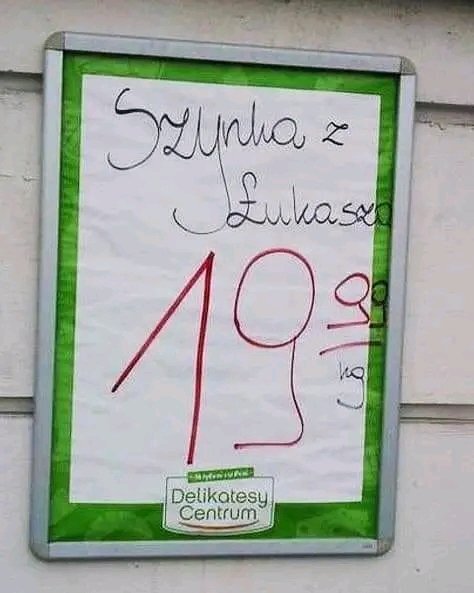 Szynka z
Łukasza
19 99
kg
Delikatesy
Centrum